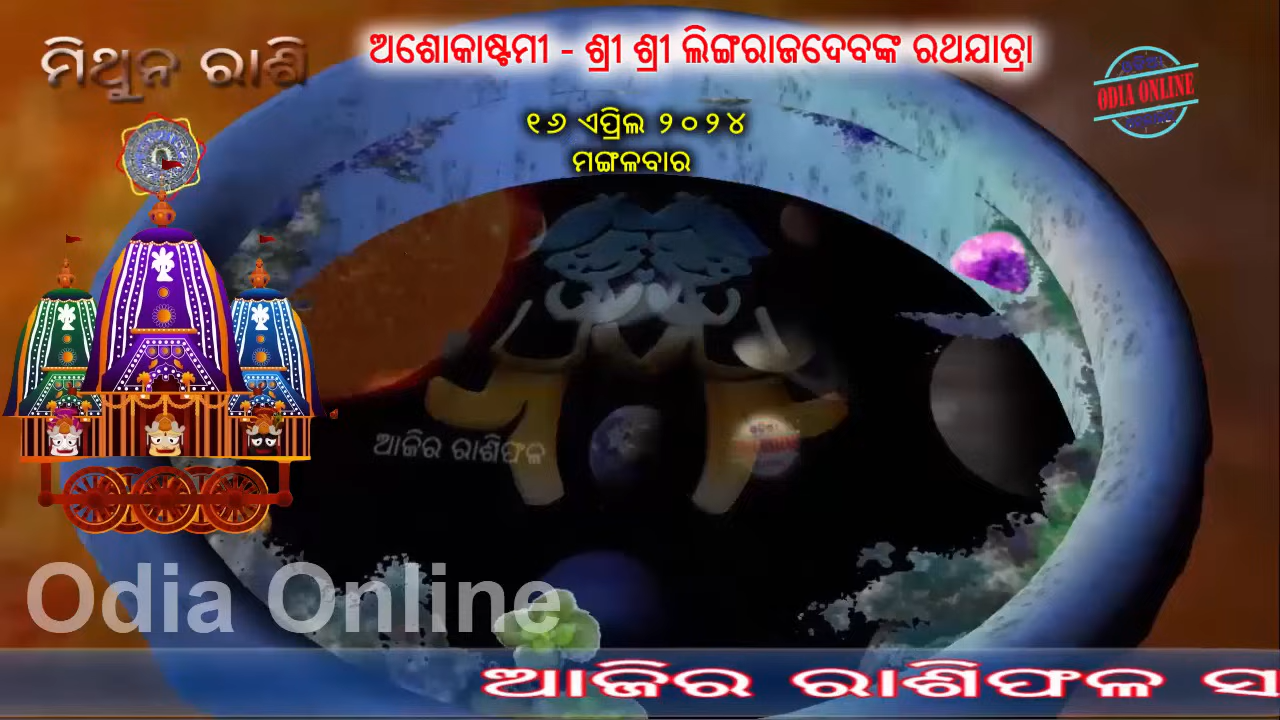 ମିଥୁନ ରାଶି
ଅଶୋକାଷ୍ଟମୀ - ଶ୍ରୀ ଶ୍ରୀ ଲିଙ୍ଗରାଜଦେବଙ୍କ ରଥଯାତ୍ରା
ODIA ONLINE
୧୬ ଏପ୍ରିଲ ୨୦୨୪
ମଙ୍ଗଳବାର
ଆଜିର ରାଶିଫଳ
Odia Online
ଆଜିର ରାଶିଫଳ ସ